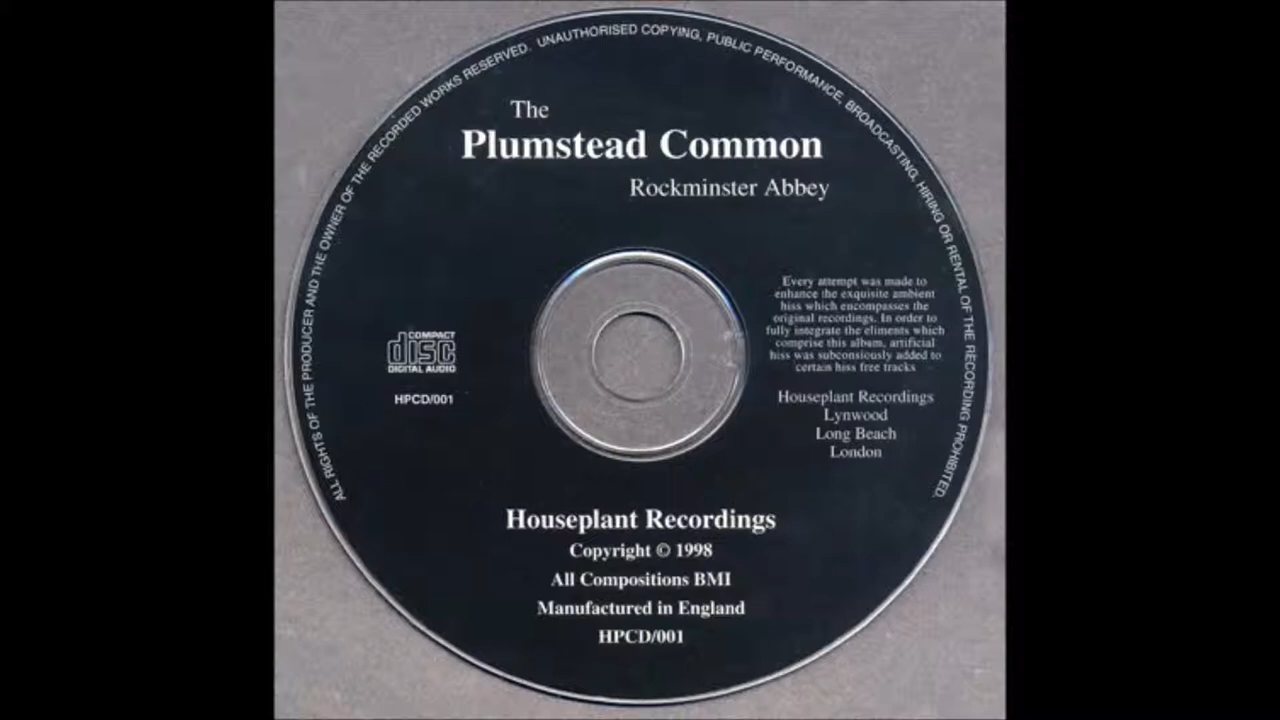 ALL RIGHTS OF THE PRODUCER AND THE OWNER OF THE RECORDED WORKS RESERVED. UNAUTHORISED COPYING, PUBLIC PERFORMANCE, BROADCASTING, HIRING OR RENTAL OF THE RECORDING PROHIBITED.
The
Plumstead Common
Rockminster Abbey
Every attempt was made to
enhance the exquisite ambient
hiss which encompasses the
original recordings. In order to
fully integrate the eliments which
comprise this album, artificial
hiss was subconsiously added to
certain hiss free tracks
COMPACT
disc
DIGITAL AUDIO
HPCD/001
Houseplant Recordings
Lynwood
Long Beach
London
Houseplant Recordings
Copyright © 1998
All Compositions BMI
Manufactured in England
HPCD/001